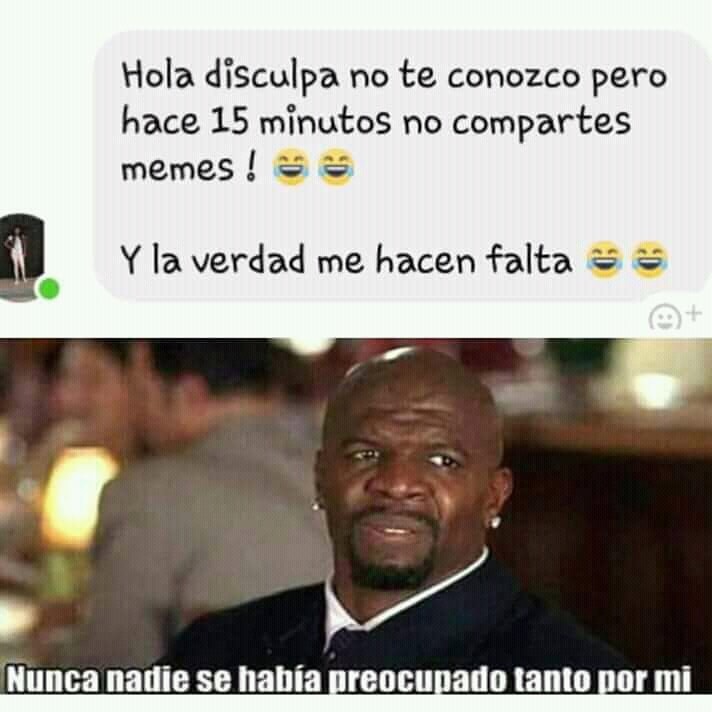 Hola disculpa no te conozco pero
hace 15 minutos no compartes
memes ! 😂😂
Y la verdad me hacen falta 😂😂
Nunca nadie se había preocupado tanto por mi